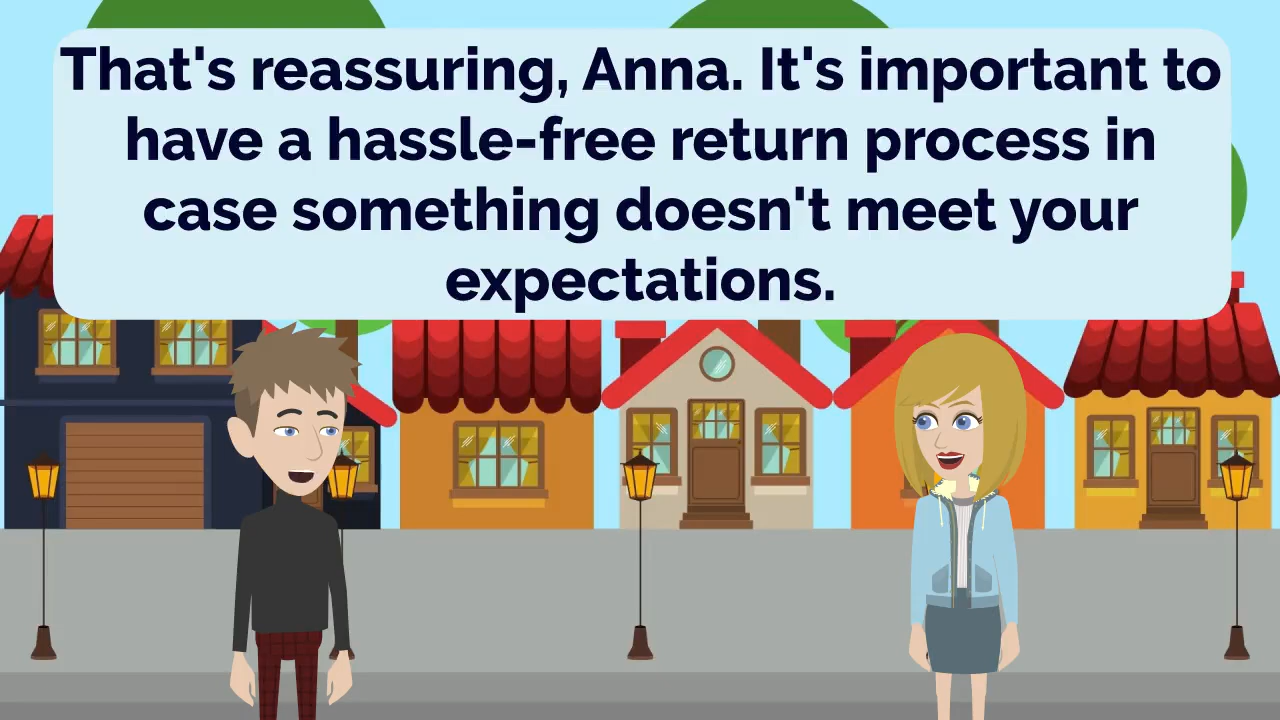 That's reassuring, Anna. It's important to
have a hassle-free return process in
case something doesn't meet your
expectations.